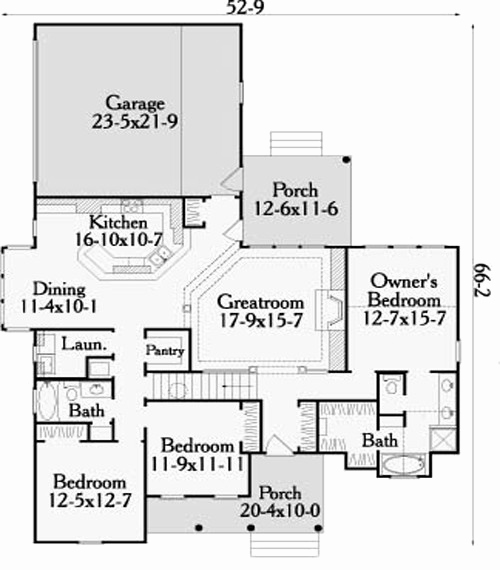 52-9
Garage
23-5x21-9
Porch
12-6x11-6
Kitchen
16-10x10-7
66-2
Dining
11-4x10-1
Greatroom
17-9x15-7
Owner's
Bedroom
12-7x15-7
Laun.
Pantry
Bath
Bedroom
11-9x11-11
Bath
Bedroom
12-5x12-7
Porch
20-4x10-0